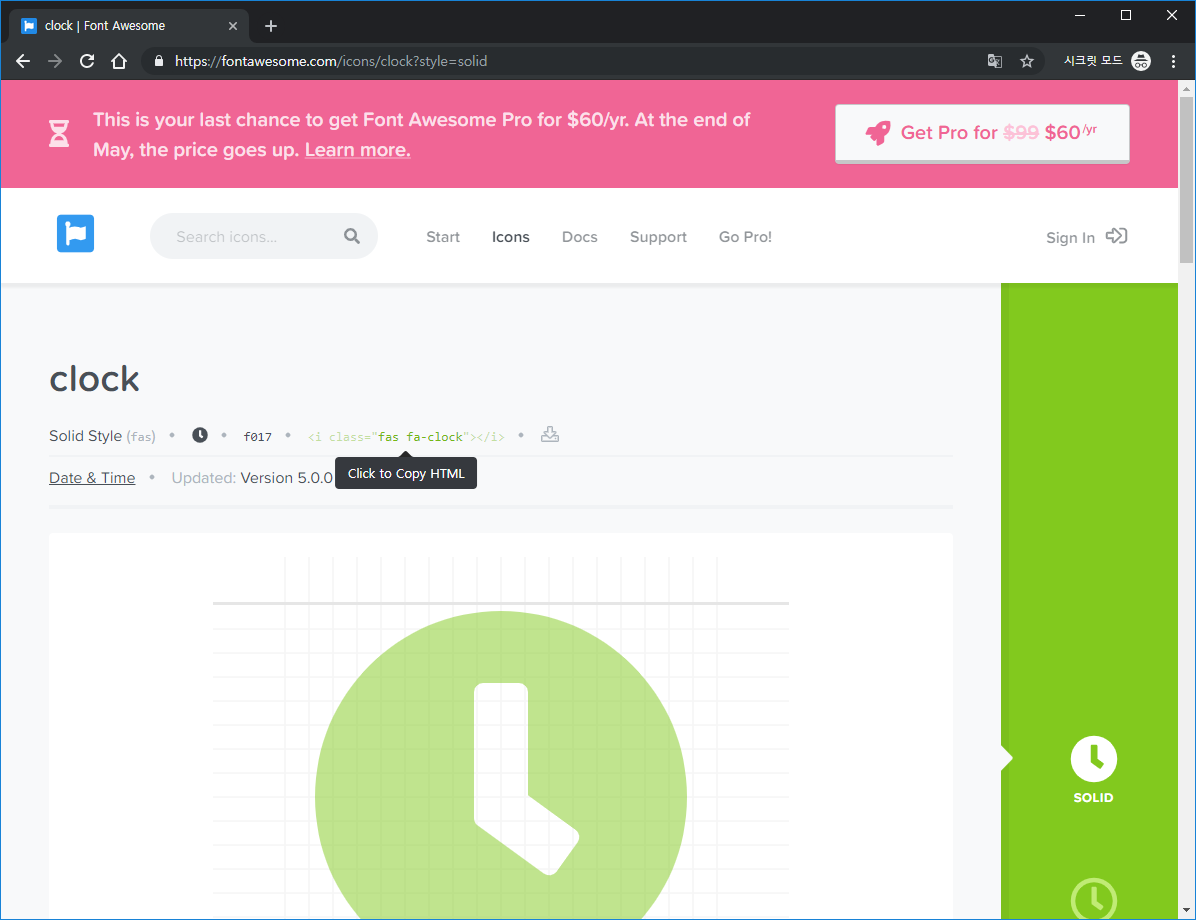 clock | Font Awesome
https://fontawesome.com/icons/clock?style=solid
시크릿 모드
This is your last chance to get Font Awesome Pro for $60/yr. At the end of
May, the price goes up. Learn more.
Get Pro for $99 $60/yr
Search icons...
Start
Icons
Docs
Support
Go Pro!
Sign In
clock
Solid Style (fas) • • f017 • <i class="fas fa-clock"></i> •
Date & Time • Updated: Version 5.0.0
Click to Copy HTML
SOLID